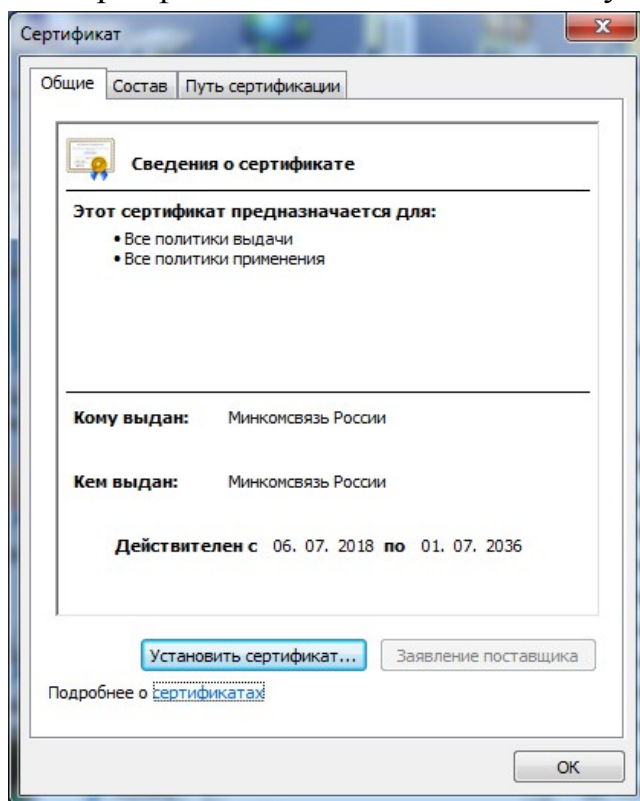 Сертификат
Общие Состав Путь сертификации
Сведения о сертификате
Этот сертификат предназначается для:
• Все политики выдачи
• Все политики применения
Кому выдан: Минкомсвязь России
Кем выдан: Минкомсвязь России
Действителен с 06. 07. 2018 по 01. 07. 2036
Установить сертификат... Заявление поставщика
Подробнее о сертификатах
ОК